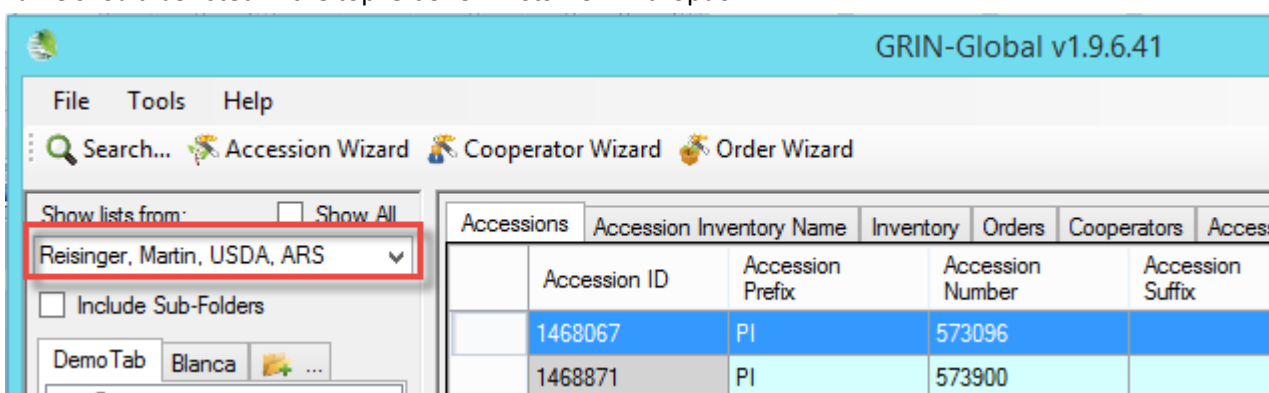 GRIN-Global v1.9.6.41
File Tools Help
Search... Accession Wizard Cooperator Wizard Order Wizard
Show lists from: Show All
Reisinger, Martin, USDA, ARS
Include Sub-Folders
DemoTab Blanca ...
Accessions Accession Inventory Name Inventory Orders Cooperators
Accession ID Accession Prefix Accession Number Accession Suffix
1468067 PI 573096
1468871 PI 573900